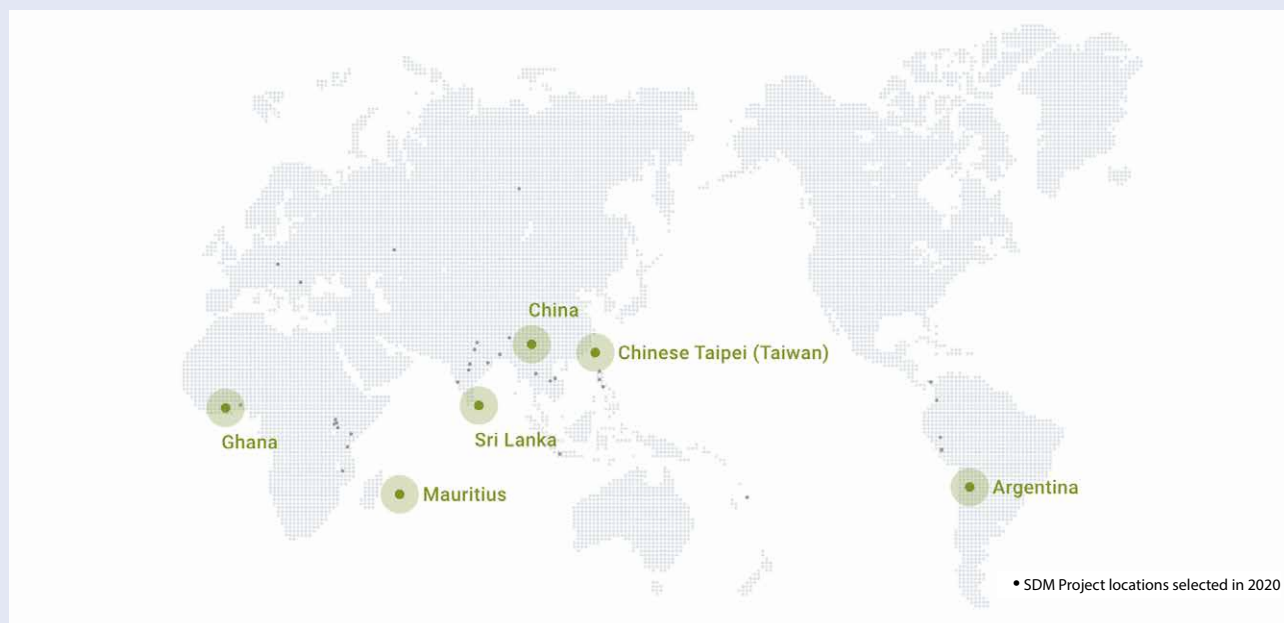 China
Chinese Taipei (Taiwan)
Ghana
Sri Lanka
Mauritius
Argentina
• SDM Project locations selected in 2020